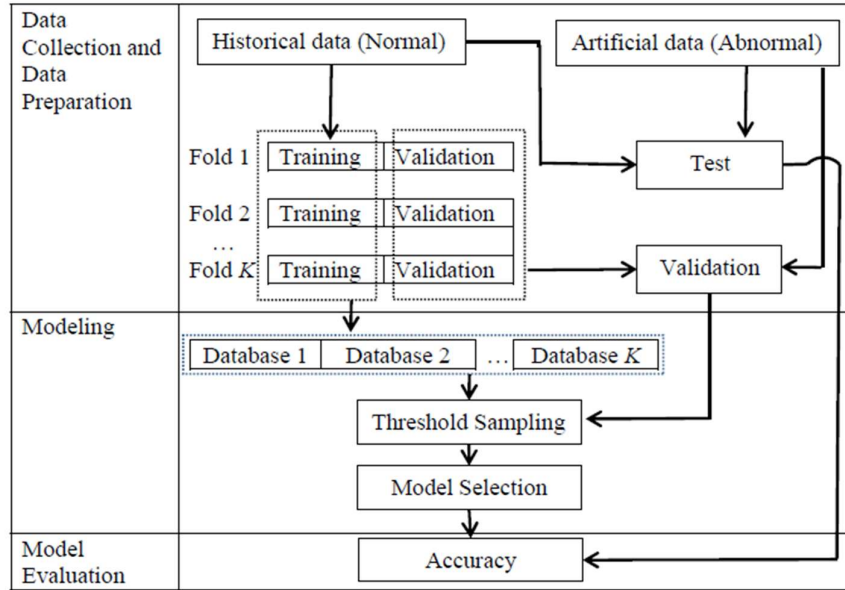 Data
Collection and
Data
Preparation
Historical data (Normal)
Artificial data (Abnormal)
Fold 1
Training
Validation
Test
Fold 2
Training
Validation
…
Fold K
Training
Validation
Validation
Modeling
Database 1
Database 2
…
Database K
Threshold Sampling
Model Selection
Model
Evaluation
Accuracy